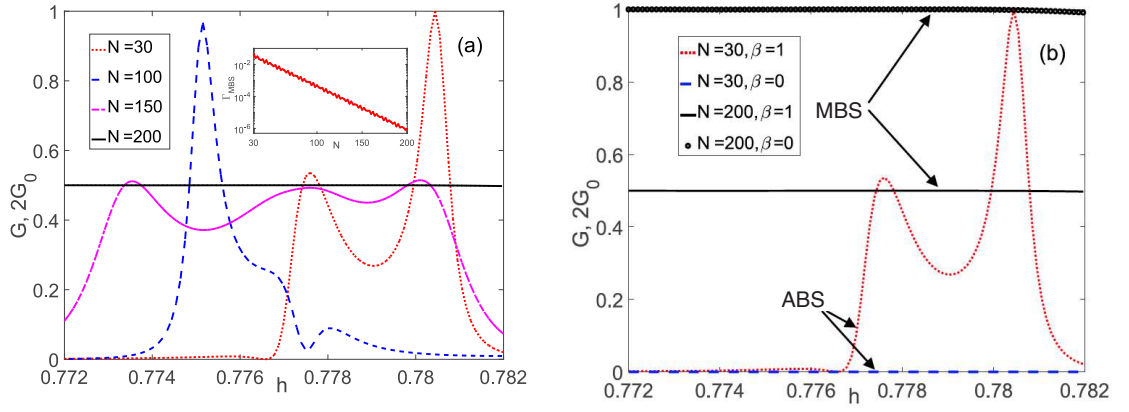 (a)
1
0.8
0.6
0.4
0.2
0
G, 2G₀
N =30
N =100
N =150
N =200
10⁻²
10⁻⁴
10⁻⁶
Γ_MBS
30 100 150 200
N
0.772 0.774 0.776 0.778 0.78 0.782
h
(b)
1
0.8
0.6
0.4
0.2
0
G, 2G₀
N =30, β=1
N =30, β=0
N =200, β=1
N =200, β=0
MBS
ABS
0.772 0.774 0.776 0.778 0.78 0.782
h